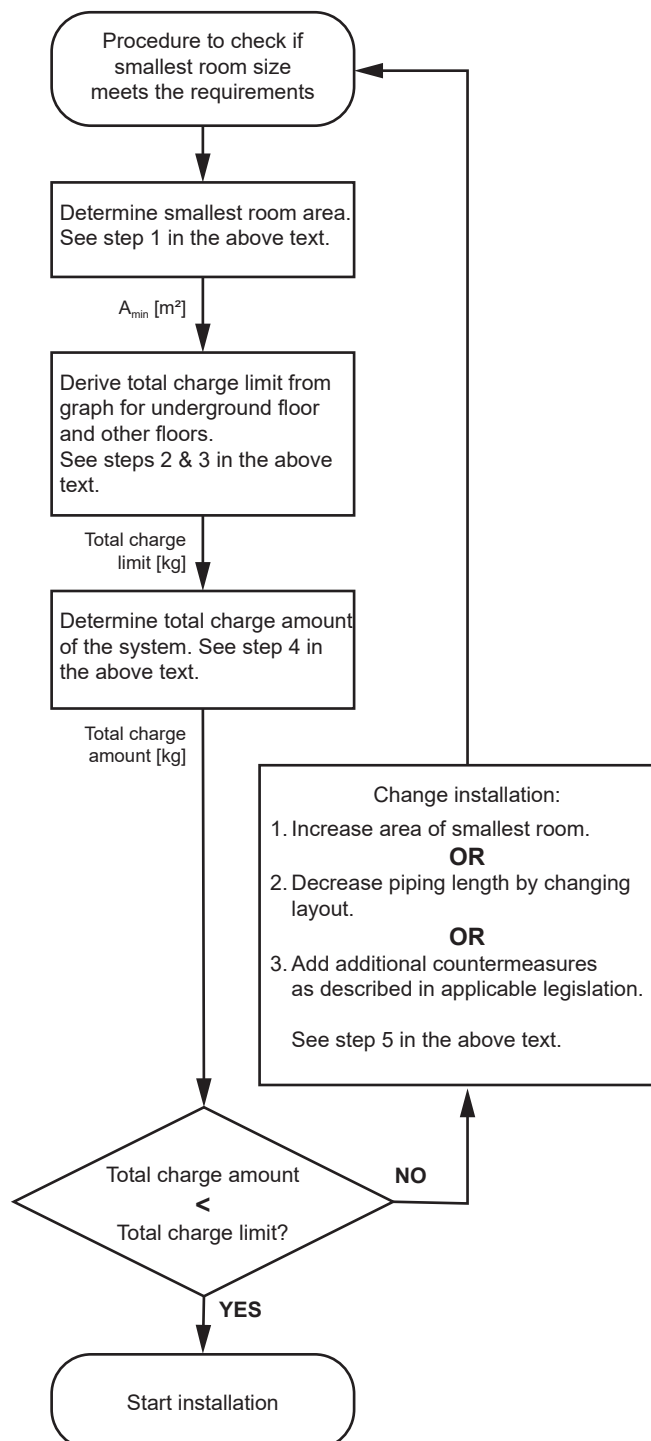 Procedure to check if
smallest room size
meets the requirements
Determine smallest room area.
See step 1 in the above text.
Amin [m²]
Derive total charge limit from
graph for underground floor
and other floors.
See steps 2 & 3 in the above
text.
Total charge
limit [kg]
Determine total charge amount
of the system. See step 4 in
the above text.
Total charge
amount [kg]
Change installation:
1. Increase area of smallest room.
OR
2. Decrease piping length by changing
layout.
OR
3. Add additional countermeasures
as described in applicable legislation.
See step 5 in the above text.
Total charge amount
<
Total charge limit?
NO
YES
Start installation